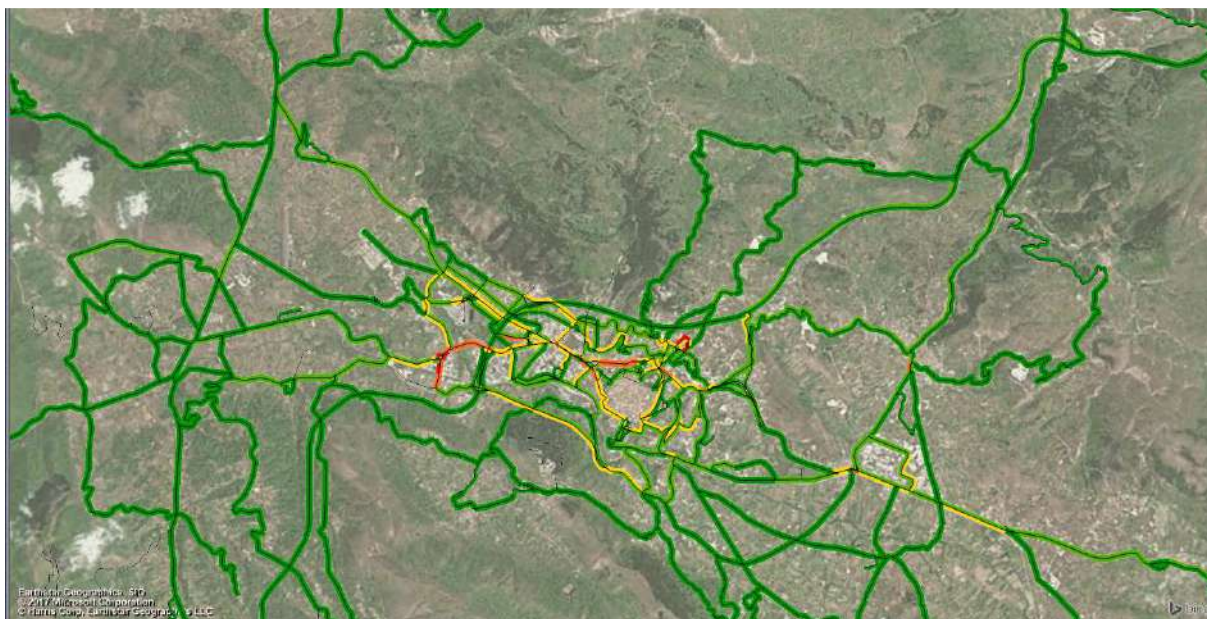 Earthstar Geographics SIO
© 2017 Microsoft Corporation
© Harris Corp, Earthstar Geographics LLC